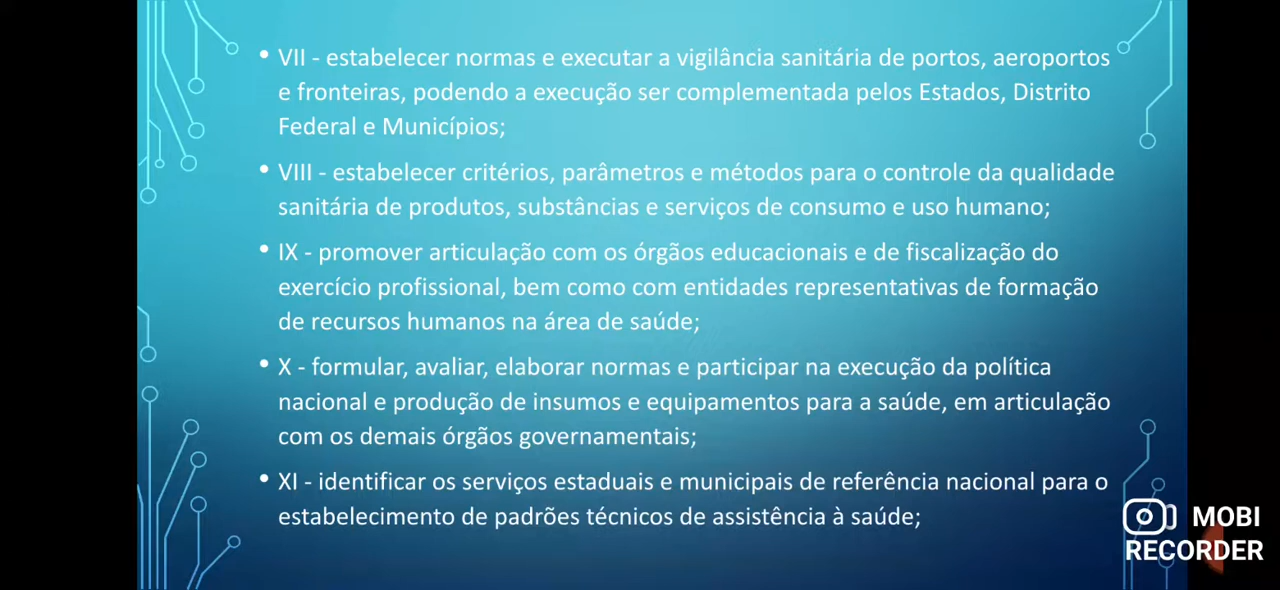 • VII - estabelecer normas e executar a vigilância sanitária de portos, aeroportos
e fronteiras, podendo a execução ser complementada pelos Estados, Distrito
Federal e Municípios;
• VIII - estabelecer critérios, parâmetros e métodos para o controle da qualidade
sanitária de produtos, substâncias e serviços de consumo e uso humano;
• IX - promover articulação com os órgãos educacionais e de fiscalização do
exercício profissional, bem como com entidades representativas de formação
de recursos humanos na área de saúde;
• X - formular, avaliar, elaborar normas e participar na execução da política
nacional e produção de insumos e equipamentos para a saúde, em articulação
com os demais órgãos governamentais;
• XI - identificar os serviços estaduais e municipais de referência nacional para o
estabelecimento de padrões técnicos de assistência à saúde;
MOBI
RECORDER